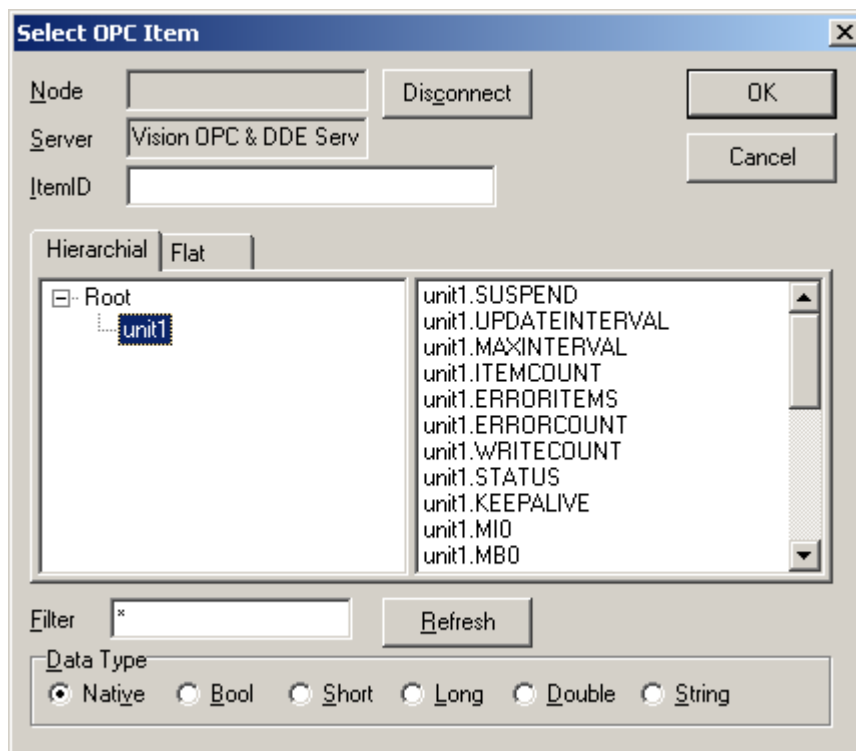 Select OPC Item
Node Disconnect OK
Server Vision OPC & DDE Serv
Cancel
ItemID
Hierarchial Flat
Root
unit1
unit1.SUSPEND
unit1.UPDATEINTERVAL
unit1.MAXINTERVAL
unit1.ITEMCOUNT
unit1.ERRORITEMS
unit1.ERRORCOUNT
unit1.WRITECOUNT
unit1.STATUS
unit1.KEEPALIVE
unit1.MI0
unit1.MB0
Filter * Refresh
Data Type
Native Bool Short Long Double String